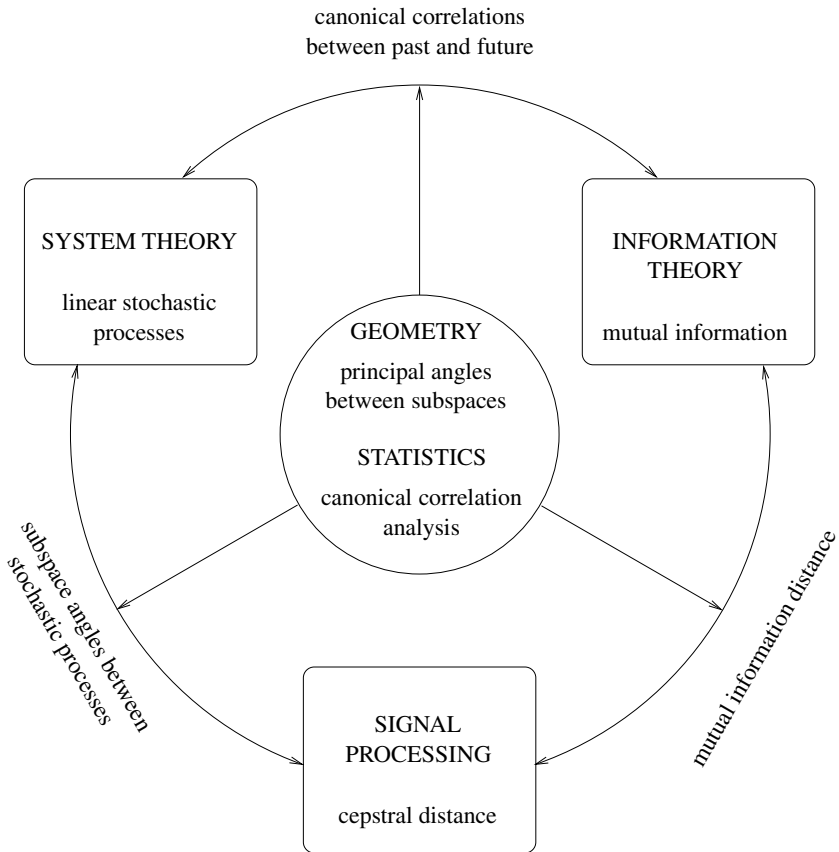 canonical correlations
between past and future
SYSTEM THEORY
linear stochastic
processes
INFORMATION
THEORY
mutual information
GEOMETRY
principal angles
between subspaces
STATISTICS
canonical correlation
analysis
subspace angles between
stochastic processes
mutual information distance
SIGNAL
PROCESSING
cepstral distance